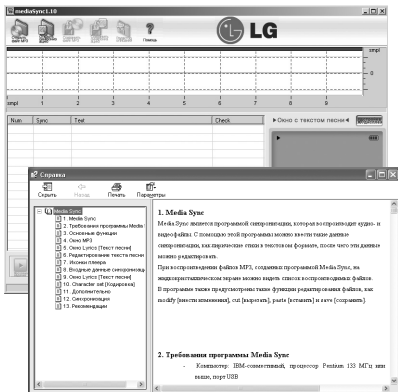 mediaSync1.10
Помощь
LG
smpl
0
smpl 1 2 3 4 5 6 7 8 9
Num Sync Text Check
►Окно с текстом песни◄
Справка
Скрыть Назад Печать Параметры
Media Sync
1. Media Sync
2. Требования программы Media
3. Основные функции
4. Окно MP3
5. Окно Lyrics [Текст песни]
6. Редактирование текста песни
7. Иконки плеера
8. Входные данные синхронизаци
9. Окно Lyrics [Текст песни]
10. Character set [Кодировка]
11. Дополнительно
12. Синхронизация
13. Рекомендации
1. Media Sync
Media Sync является программой синхронизации, которая воспроизводит аудио- и
видеофайлы. С помощью этой программы можно ввести такие данные
синхронизации, как лирические стихи в текстовом формате, после чего эти данные
можно редактировать.
При воспроизведении файлов MP3, созданных программой Media Sync, на
жидкокристаллическом экране можно видеть список воспроизводимых файлов.
В программе также предусмотрены также функции редактирования файлов, как
modify [внести изменения], cut [вырезать], paste [вставить] и save [сохранить].
2. Требования программы Media Sync
- Компьютер: IBM-совместимый, процессор Pentium 133 МГц или
выше, порт USB